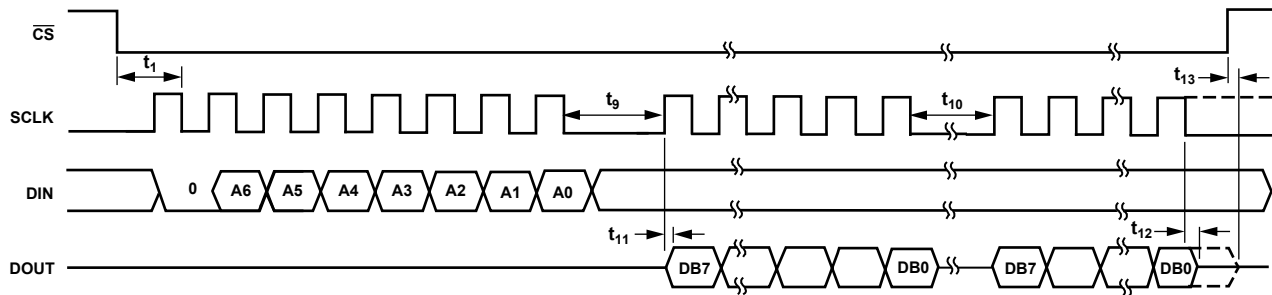 CS
t1
t13
SCLK
t9
t10
DIN
0 A6 A5 A4 A3 A2 A1 A0
t11
t12
DOUT
DB7 DB0 DB7 DB0